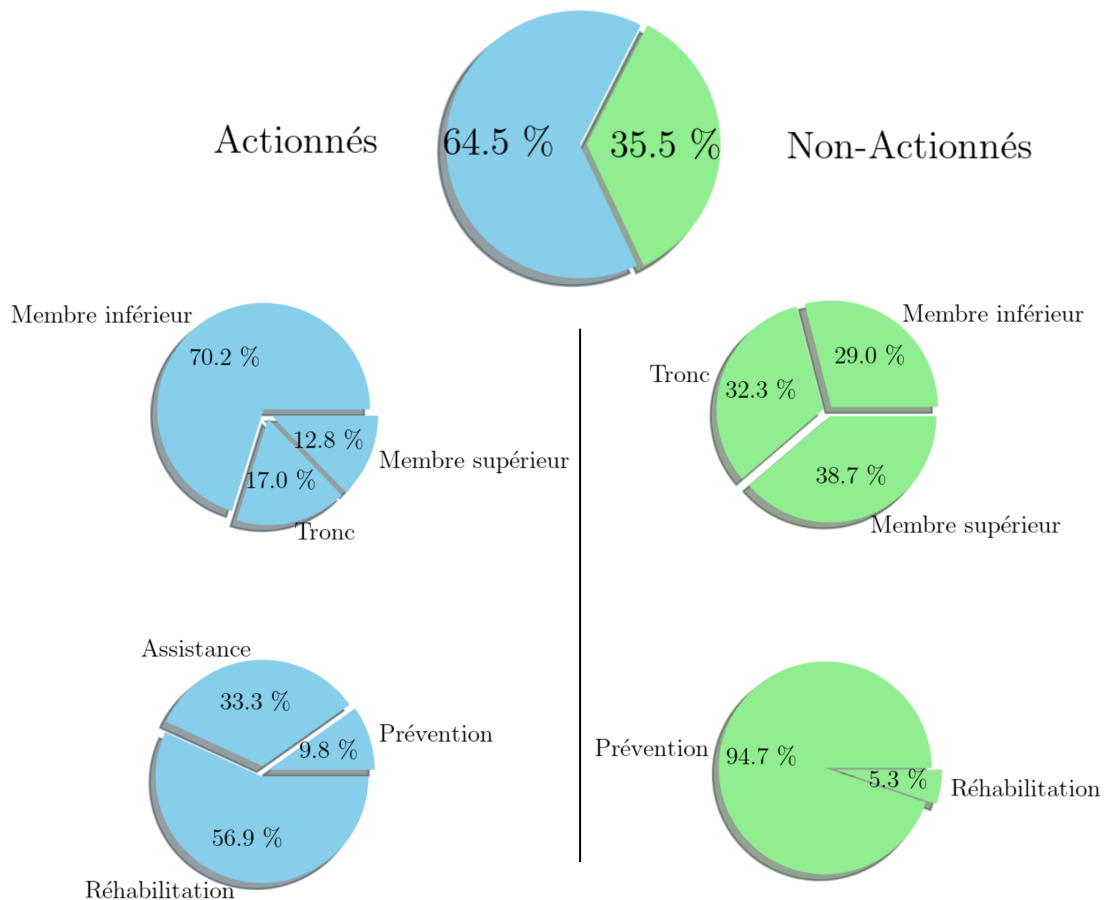 Actionnés
64.5 %
35.5 %
Non-Actionnés
Membre inférieur
70.2 %
12.8 %
Membre supérieur
17.0 %
Tronc
Membre inférieur
29.0 %
Tronc
32.3 %
38.7 %
Membre supérieur
Assistance
33.3 %
Prévention
9.8 %
56.9 %
Réhabilitation
Prévention
94.7 %
5.3 %
Réhabilitation